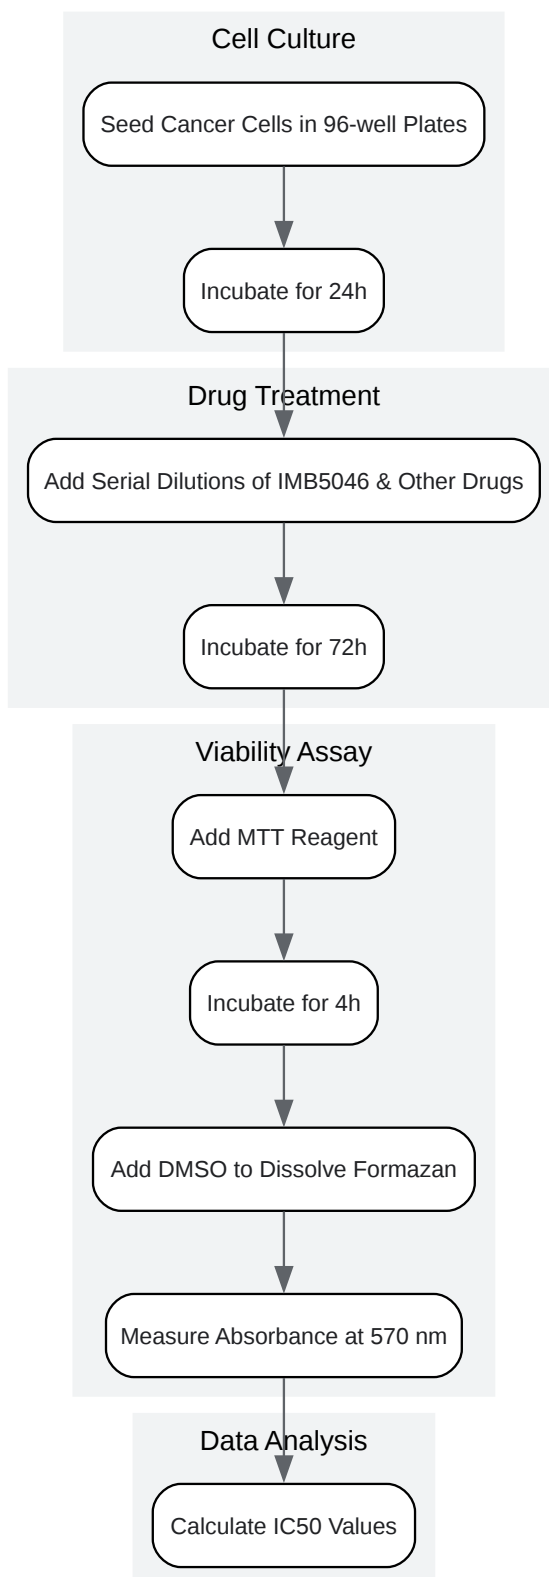 Cell Culture
Seed Cancer Cells in 96-well Plates
Incubate for 24h
Drug Treatment
Add Serial Dilutions of IMB5046 & Other Drugs
Incubate for 72h
Viability Assay
Add MTT Reagent
Incubate for 4h
Add DMSO to Dissolve Formazan
Measure Absorbance at 570 nm
Data Analysis
Calculate IC50 Values